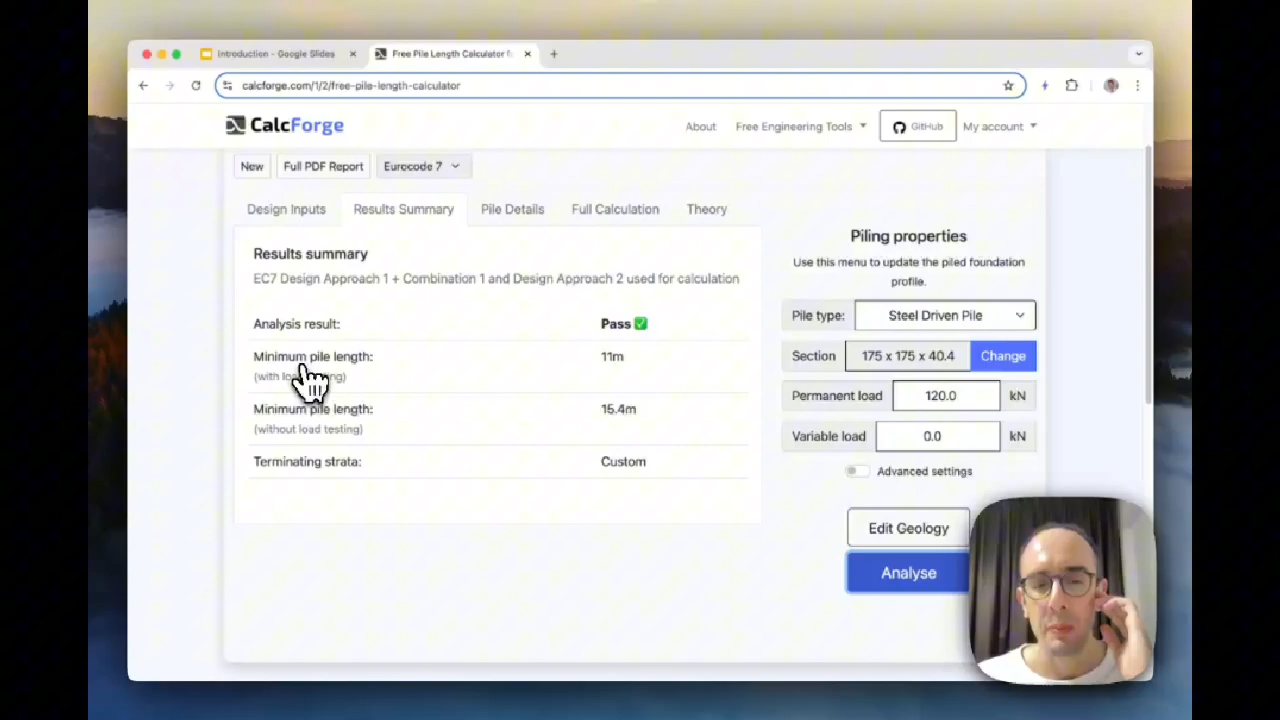 Introduction - Google Slides
Free Pile Length Calculator
calcforge.com/1/2/free-pile-length-calculator
CalcForge
About
Free Engineering Tools
GitHub
My account
New
Full PDF Report
Eurocode 7
Design Inputs
Results Summary
Pile Details
Full Calculation
Theory
Results summary
EC7 Design Approach 1 + Combination 1 and Design Approach 2 used for calculation
Analysis result:
Pass ✅
Minimum pile length:
11m
(with load testing)
Minimum pile length:
15.4m
(without load testing)
Terminating strata:
Custom
Piling properties
Use this menu to update the piled foundation
profile.
Pile type:
Steel Driven Pile
Section
175 x 175 x 40.4
Change
Permanent load
120.0
kN
Variable load
0.0
kN
Advanced settings
Edit Geology
Analyse